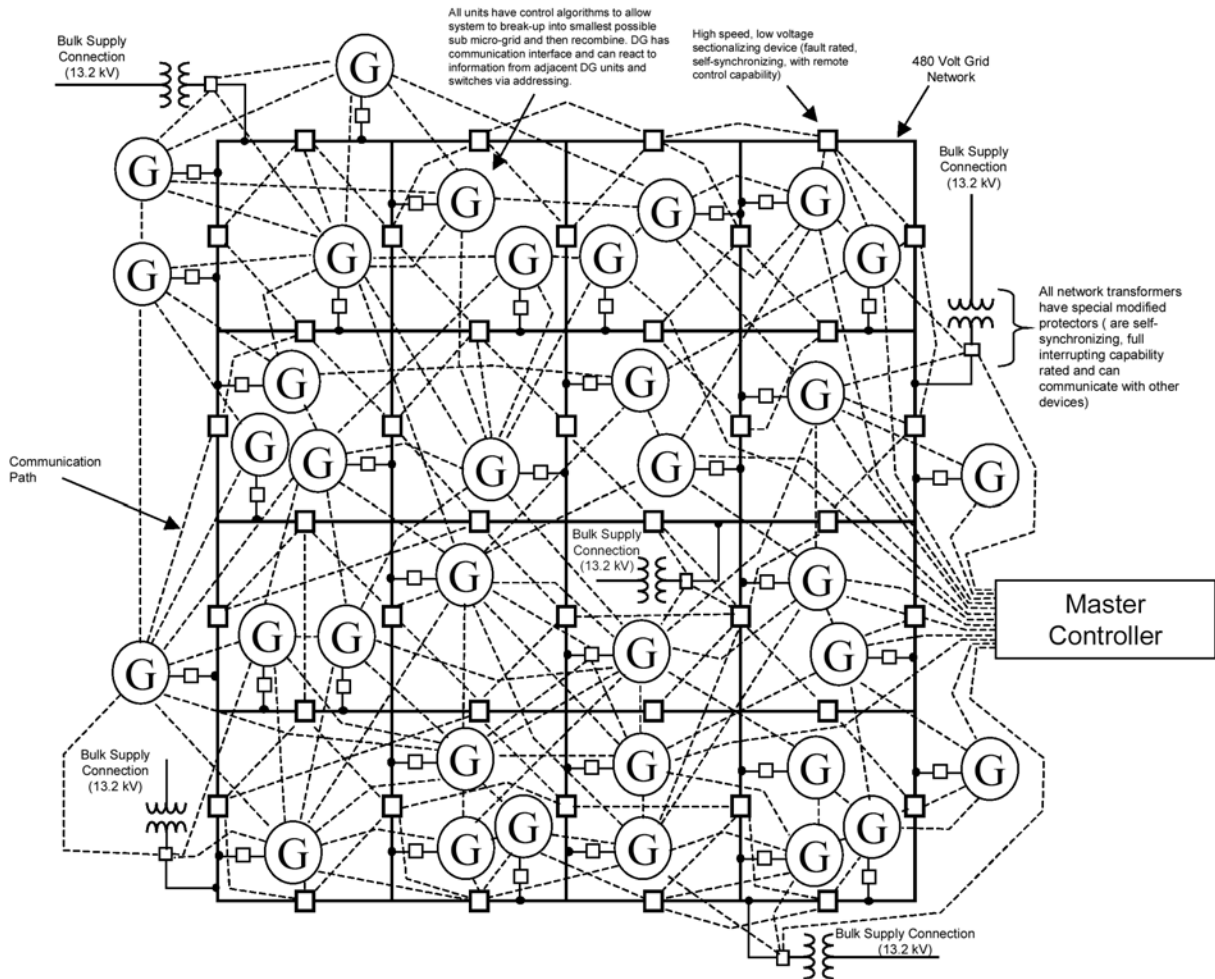 All units have control algorithms to allow
system to break-up into smallest possible
sub micro-grid and then recombine. DG has
communication interface and can react to
information from adjacent DG units and
switches via addressing.
High speed, low voltage
sectionalizing device (fault rated,
self-synchronizing, with remote
control capability)
480 Volt Grid
Network
Bulk Supply
Connection
(13.2 kV)
G
G
G
G
G
Bulk Supply
Connection
(13.2 kV)
G
G
G
G
G
All network transformers
have special modified
protectors ( are self-
synchronizing, full
interrupting capability
rated and can
communicate with other
devices)
G
G
G
G
G
G
G
G
Communication
Path
Bulk Supply
Connection
(13.2 kV)
G
G
Master
Controller
G
G
G
G
G
G
G
G
G
Bulk Supply
Connection
(13.2 kV)
G
G
G
G
G
G
Bulk Supply Connection
(13.2 kV)